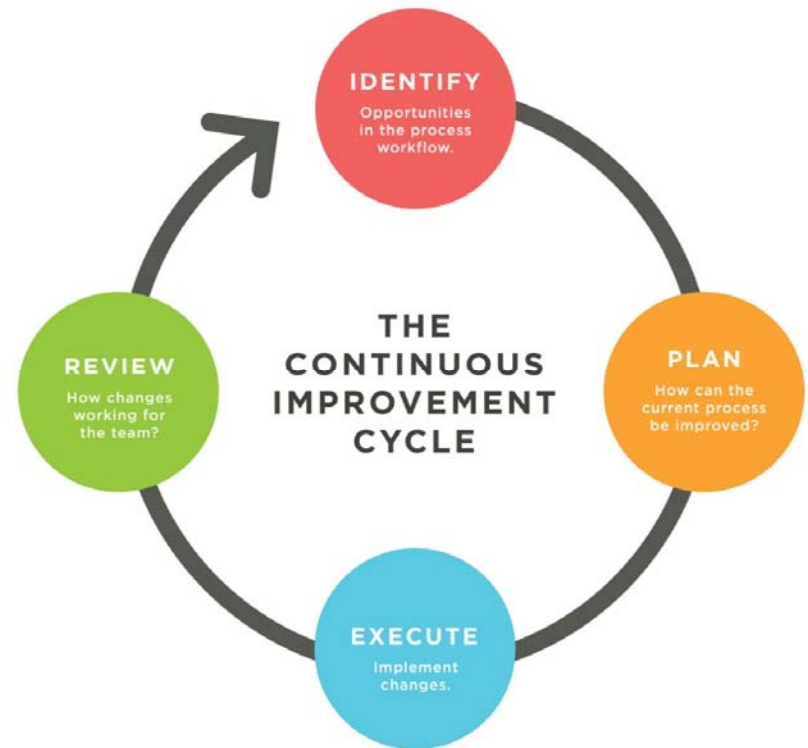 IDENTIFY
Opportunities
in the process
workflow.
THE
CONTINUOUS
IMPROVEMENT
CYCLE
PLAN
How can the
current process
be improved?
EXECUTE
Implement
changes.
REVIEW
How changes
working for
the team?